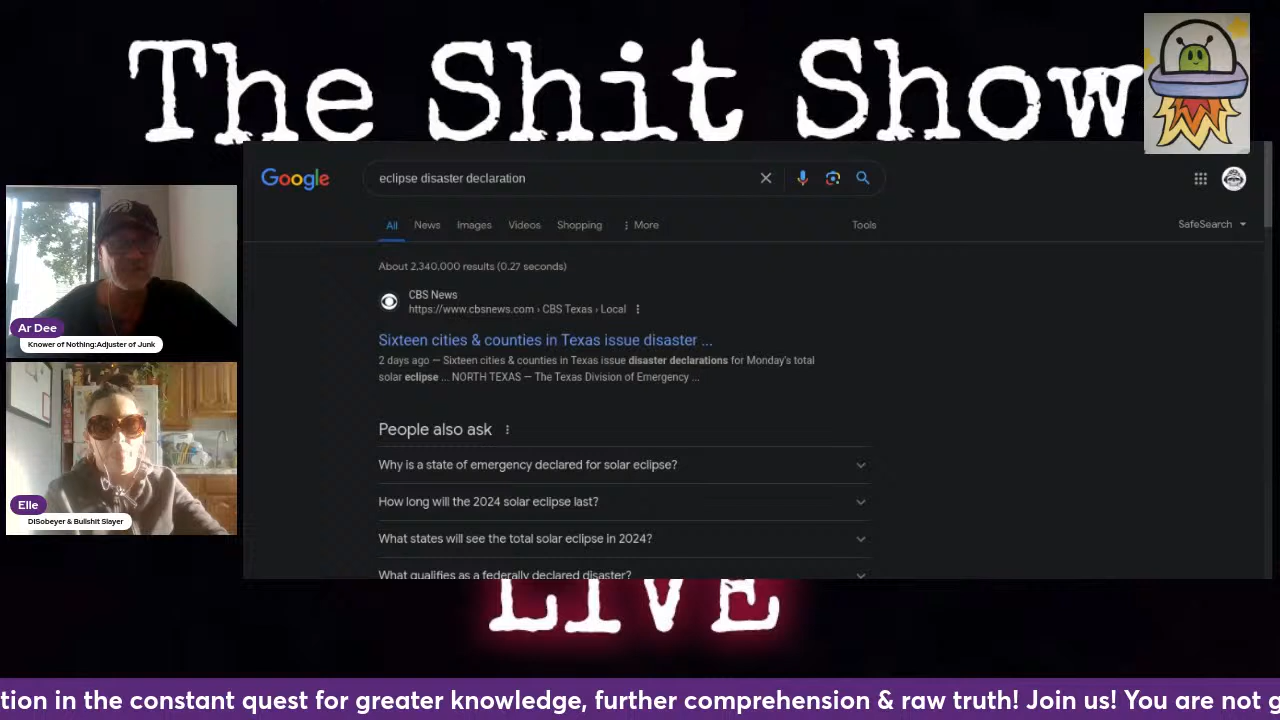 The Shit Show
Google
eclipse disaster declaration
All
News
Images
Videos
Shopping
More
Tools
SafeSearch
About 2,340,000 results (0.27 seconds)
CBS News
https://www.cbsnews.com › CBS Texas › Local
Sixteen cities & counties in Texas issue disaster ...
2 days ago — Sixteen cities & counties in Texas issue disaster declarations for Monday's total
solar eclipse ... NORTH TEXAS — The Texas Division of Emergency ...
People also ask
Why is a state of emergency declared for solar eclipse?
How long will the 2024 solar eclipse last?
What states will see the total solar eclipse in 2024?
What qualifies as a federally declared disaster?
Ar Dee
Knower of Nothing:Adjuster of Junk
Elle
DISobeyer & Bullshit Slayer
LIVE
tion in the constant quest for greater knowledge, further comprehension & raw truth! Join us! You are not g